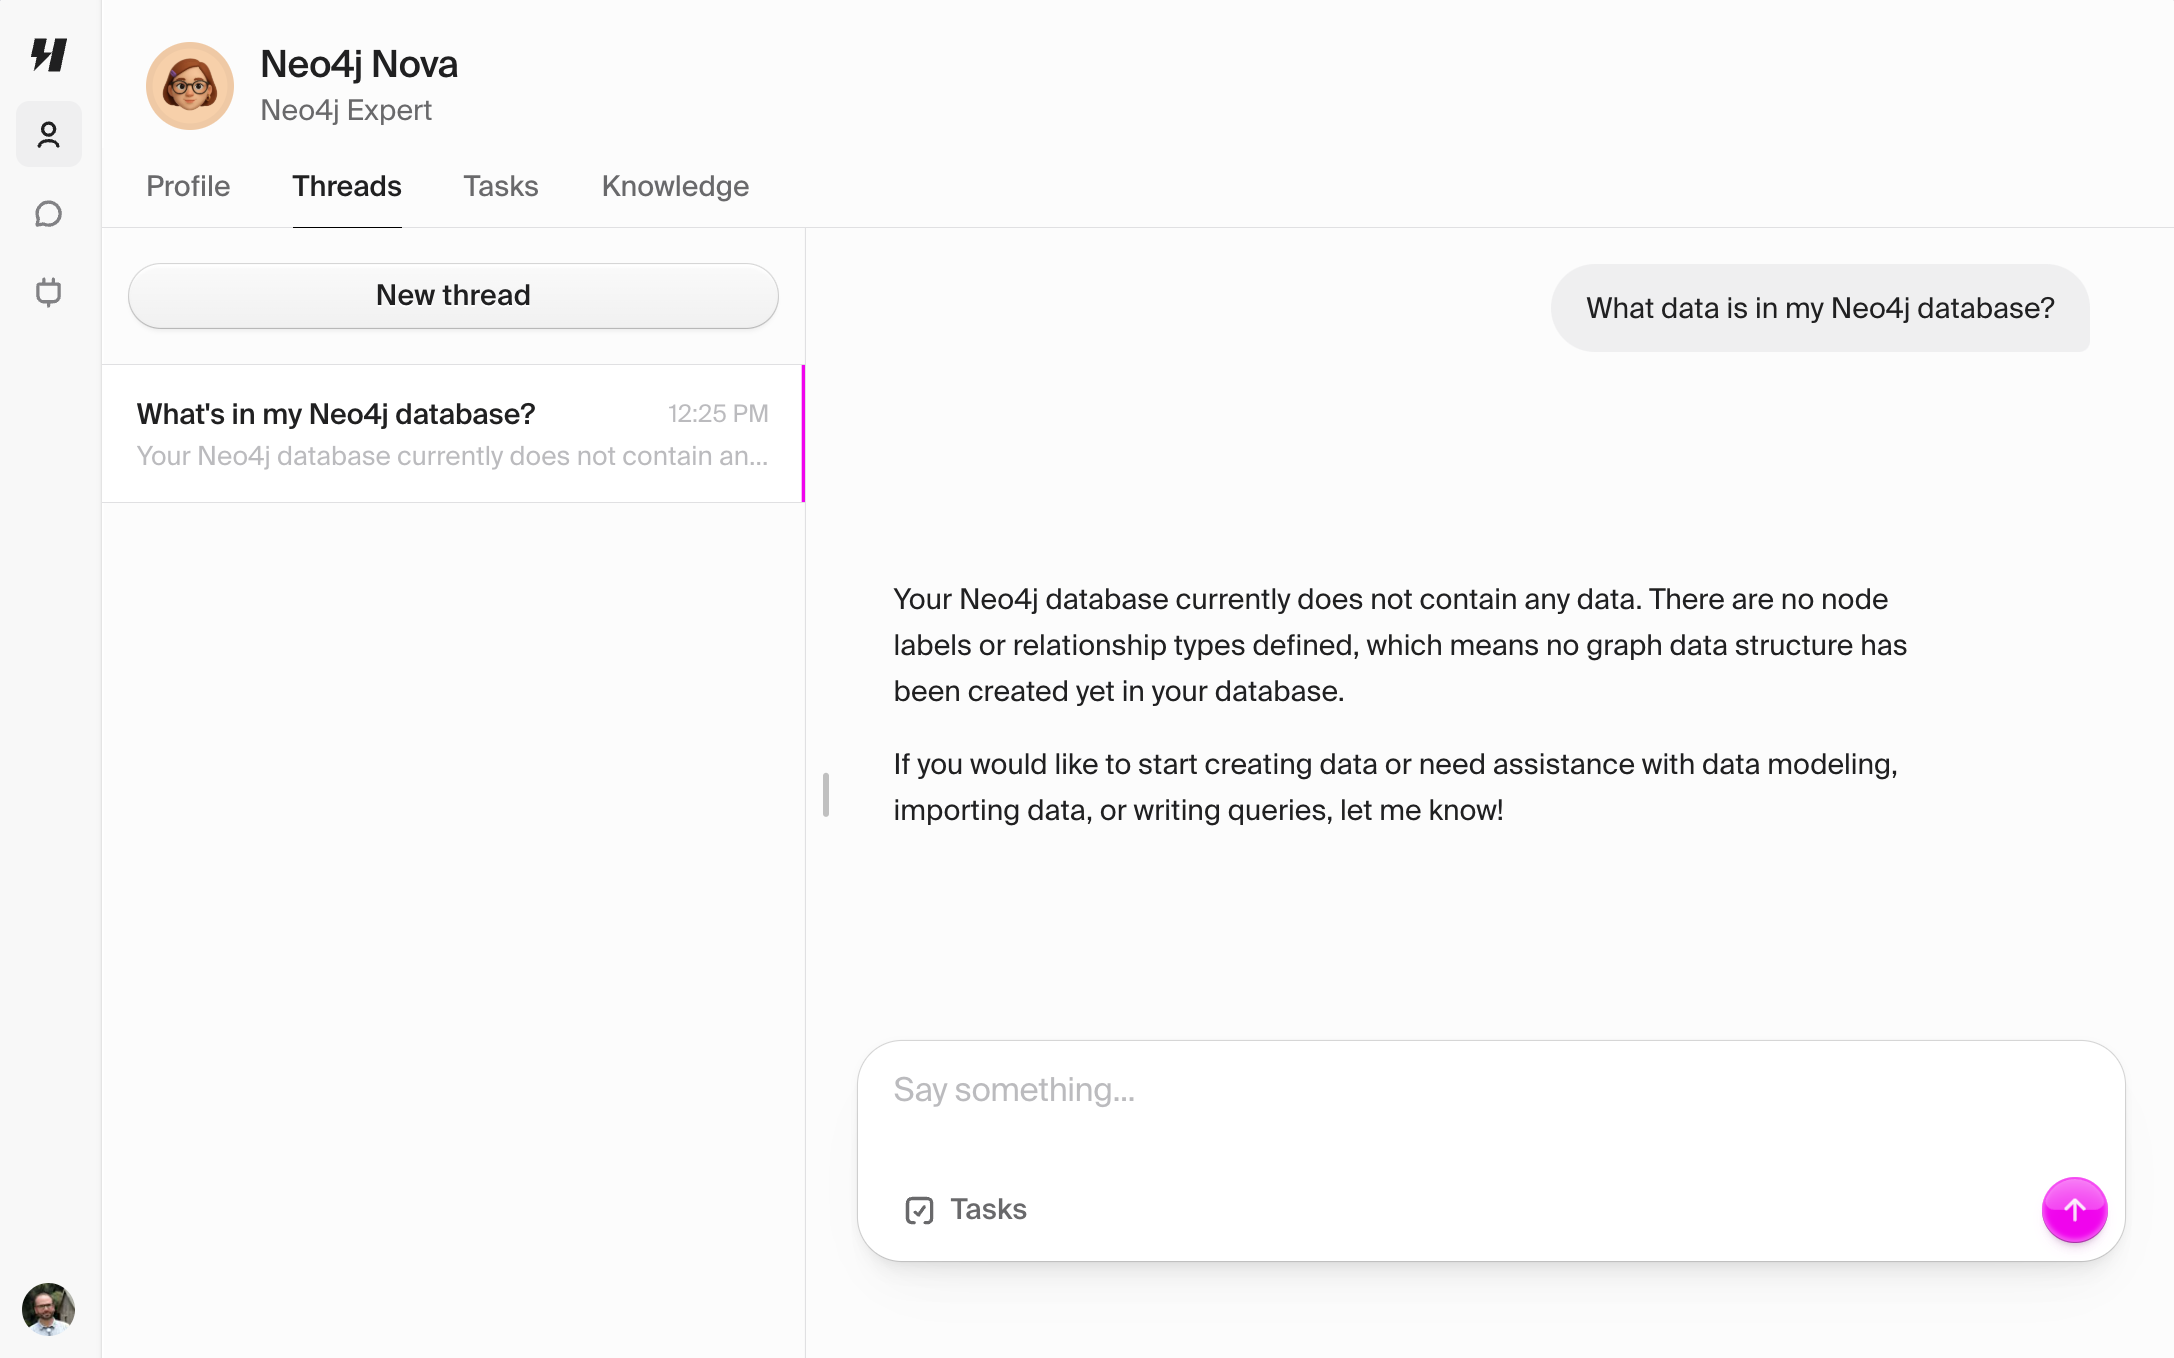 Neo4j Nova
Neo4j Expert
Profile
Threads
Tasks
Knowledge
New thread
What's in my Neo4j database?
12:25 PM
Your Neo4j database currently does not contain an...
What data is in my Neo4j database?
Your Neo4j database currently does not contain any data. There are no node
labels or relationship types defined, which means no graph data structure has
been created yet in your database.
If you would like to start creating data or need assistance with data modeling,
importing data, or writing queries, let me know!
Say something...
Tasks